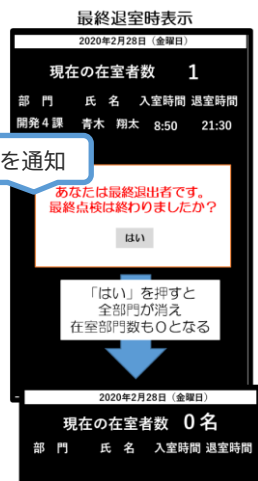 最終退室時表示
2020年2月28日（金曜日）
現在の在室者数 1
部 門 氏 名 入室時間 退室時間
開発4課 青木 翔太 8:50 21:30
を通知
あなたは最終退出者です。
最終点検は終わりましたか？
はい
「はい」を押すと
全部門が消え
在室部門数も0となる
2020年2月28日（金曜日）
現在の在室者数 0名
部 門 氏 名 入室時間 退室時間